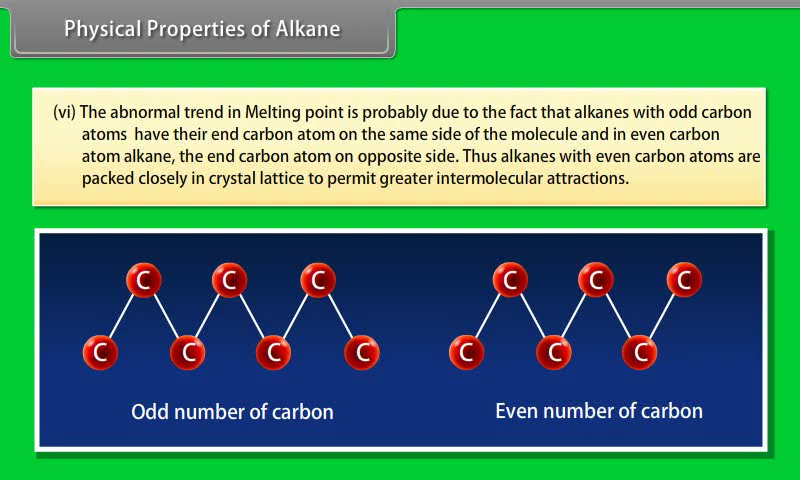 Physical Properties of Alkane
(vi) The abnormal trend in Melting point is probably due to the fact that alkanes with odd carbon
atoms have their end carbon atom on the same side of the molecule and in even carbon
atom alkane, the end carbon atom on opposite side. Thus alkanes with even carbon atoms are
packed closely in crystal lattice to permit greater intermolecular attractions.
C C C C C C
C C C C C C C
Odd number of carbon Even number of carbon